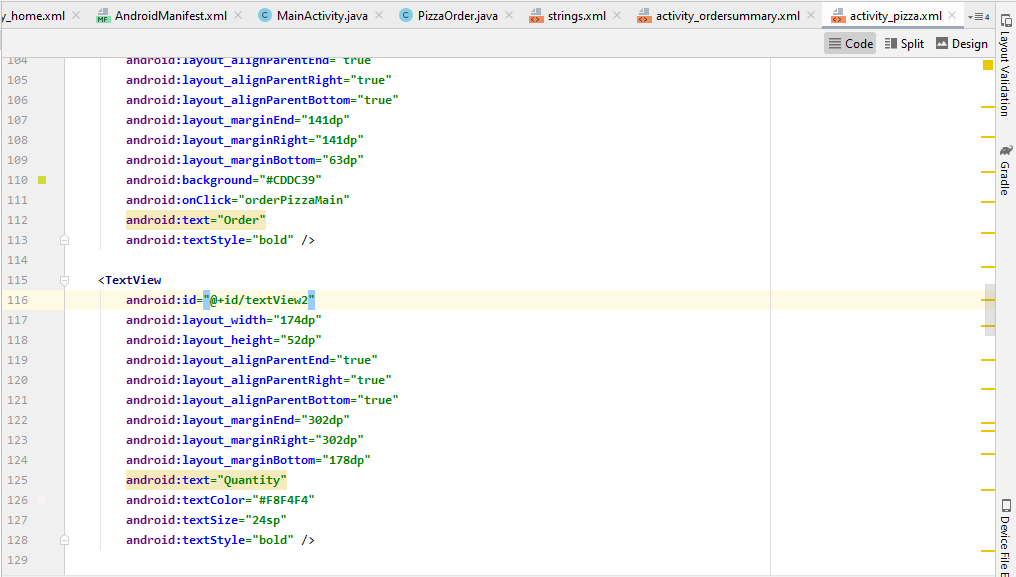 y_home.xml AndroidManifest.xml MainActivity.java PizzaOrder.java strings.xml activity_ordersummary.xml activity_pizza.xml 4
Code Split Design
104 android:layout_alignParentEnd="true"
105 android:layout_alignParentRight="true"
106 android:layout_alignParentBottom="true"
107 android:layout_marginEnd="141dp"
108 android:layout_marginRight="141dp"
109 android:layout_marginBottom="63dp"
110 android:background="#CDDC39"
111 android:onClick="orderPizzaMain"
112 android:text="Order"
113 android:textStyle="bold" />
114
115 <TextView
116 android:id="@+id/textView2"
117 android:layout_width="174dp"
118 android:layout_height="52dp"
119 android:layout_alignParentEnd="true"
120 android:layout_alignParentRight="true"
121 android:layout_alignParentBottom="true"
122 android:layout_marginEnd="302dp"
123 android:layout_marginRight="302dp"
124 android:layout_marginBottom="178dp"
125 android:text="Quantity"
126 android:textColor="#F8F4F4"
127 android:textSize="24sp"
128 android:textStyle="bold" />
129
Layout Validation
Gradle
Device File E